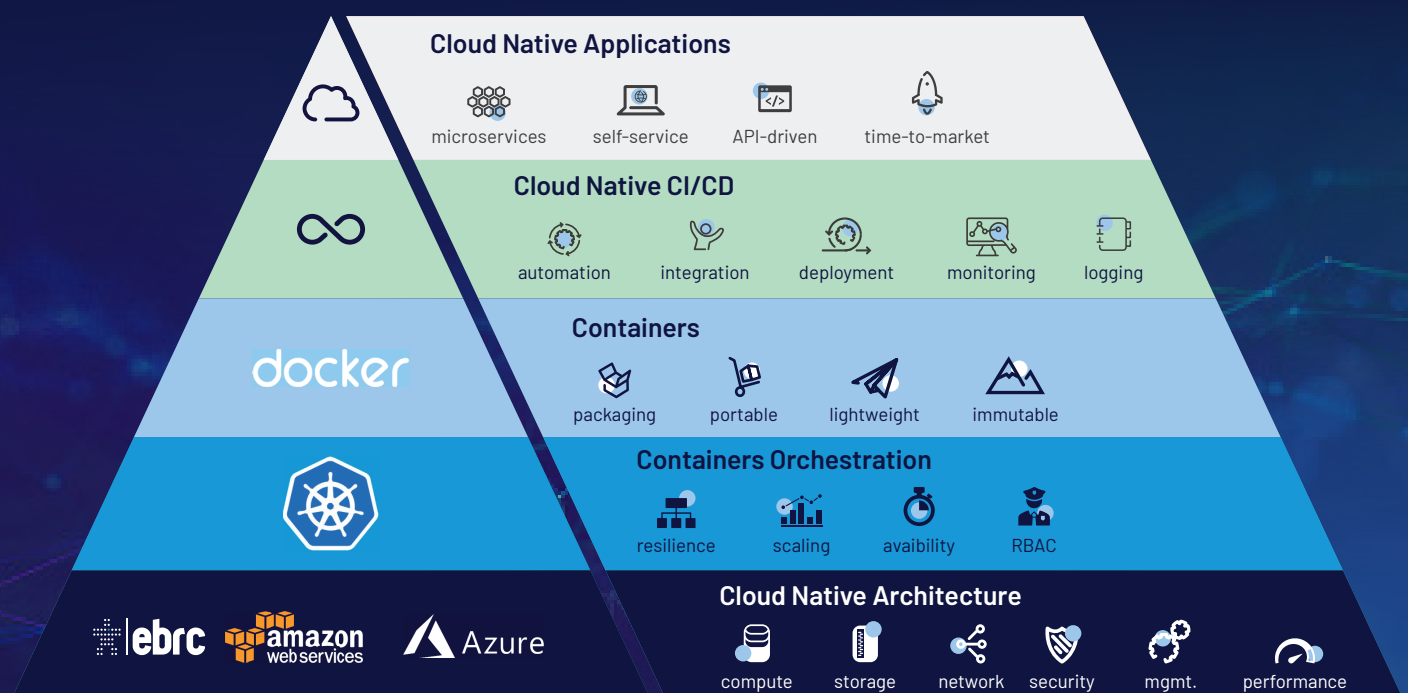 Cloud Native Applications
microservices self-service API-driven time-to-market
Cloud Native CI/CD
automation integration deployment monitoring logging
docker
Containers
packaging portable lightweight immutable
Containers Orchestration
resilience scaling avaibility RBAC
ebrc
amazon
webservices
Azure
Cloud Native Architecture
compute storage network security mgmt. performance